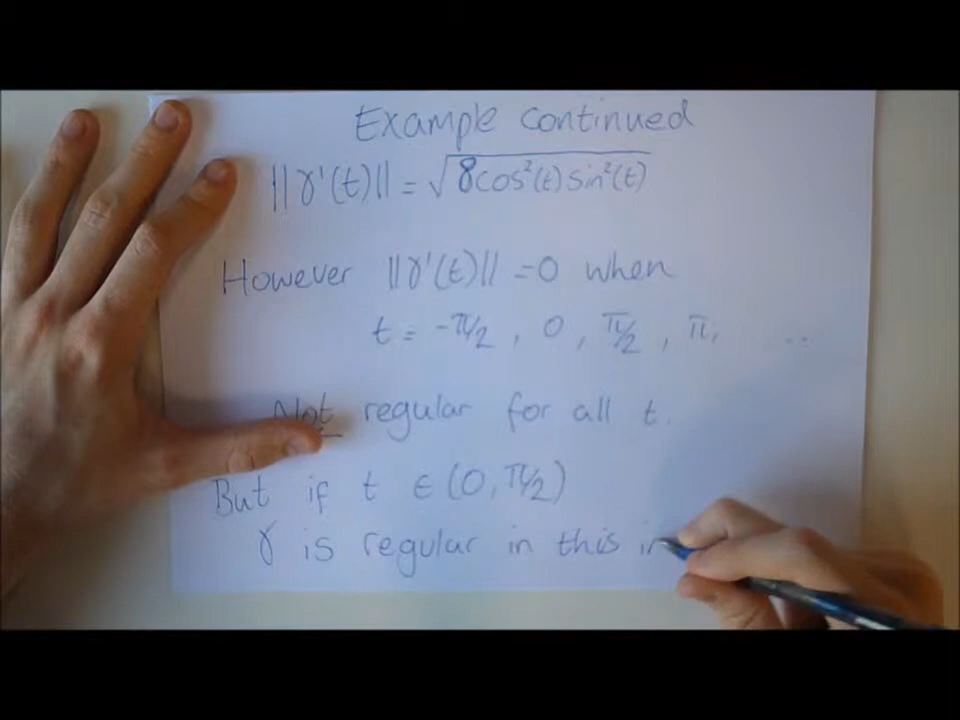 Example continued
||γ'(t)|| = √8cos²(t)sin²(t)
However ||γ'(t)|| = 0 when
t = -π/2 , 0 , π/2 , π, ..
Not regular for all t.
But if t ∈ (0, π/2)
γ is regular in this in